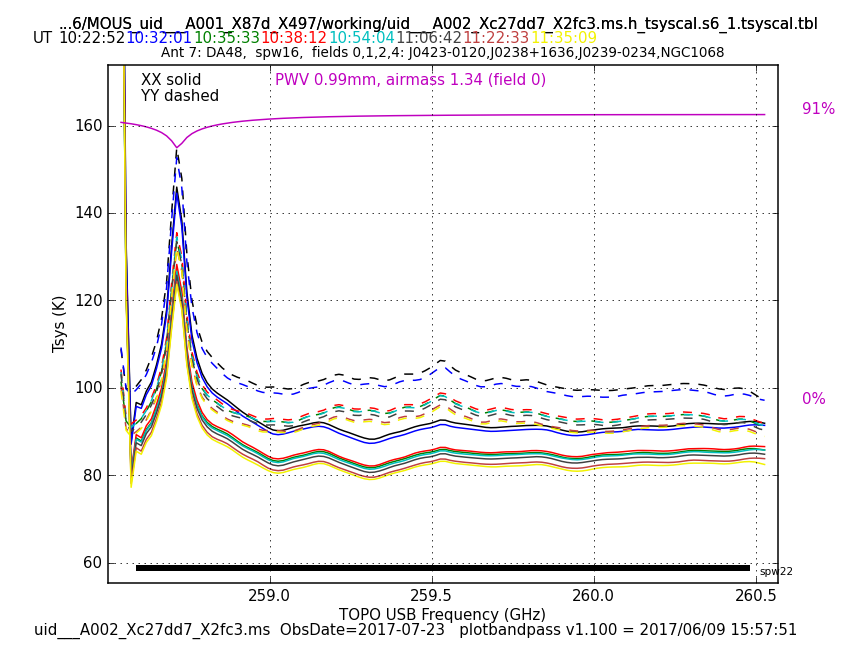 ...6/MOUS_uid___A001_X87d_X497/working/uid___A002_Xc27dd7_X2fc3.ms.h_tsyscal.s6_1.tsyscal.tbl
UT 10:22:52 10:32:01 10:35:33 10:38:12 10:54:04 11:06:42 11:22:33 11:35:09
Ant 7: DA48, spw16, fields 0,1,2,4: J0423-0120,J0238+1636,J0239-0234,NGC1068
XX solid
YY dashed
PWV 0.99mm, airmass 1.34 (field 0)
91%
0%
160
140
120
100
80
60
Tsys (K)
spw22
259.0 259.5 260.0 260.5
TOPO USB Frequency (GHz)
uid___A002_Xc27dd7_X2fc3.ms ObsDate=2017-07-23 plotbandpass v1.100 = 2017/06/09 15:57:51